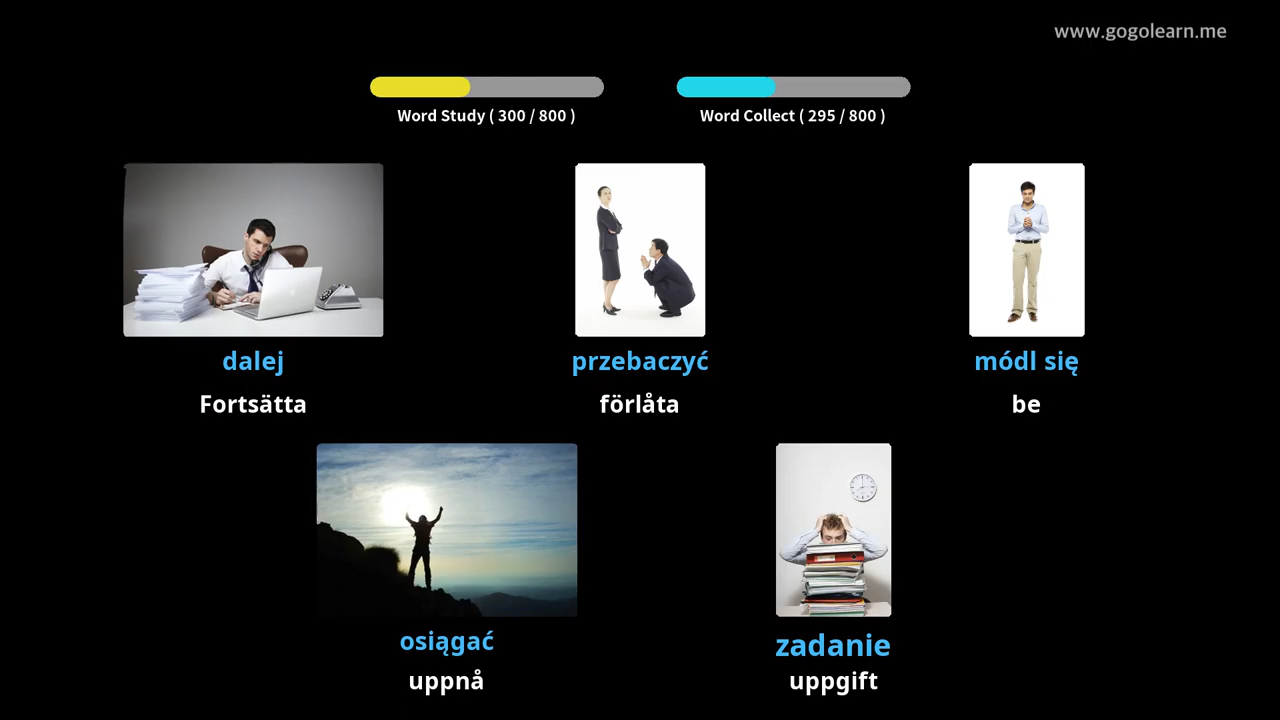 www.gogolearn.me
Word Study ( 300 / 800 )
Word Collect ( 295 / 800 )
dalej
przebaczyć
módl się
Fortsätta
förlåta
be
osiągać
zadanie
uppnå
uppgift